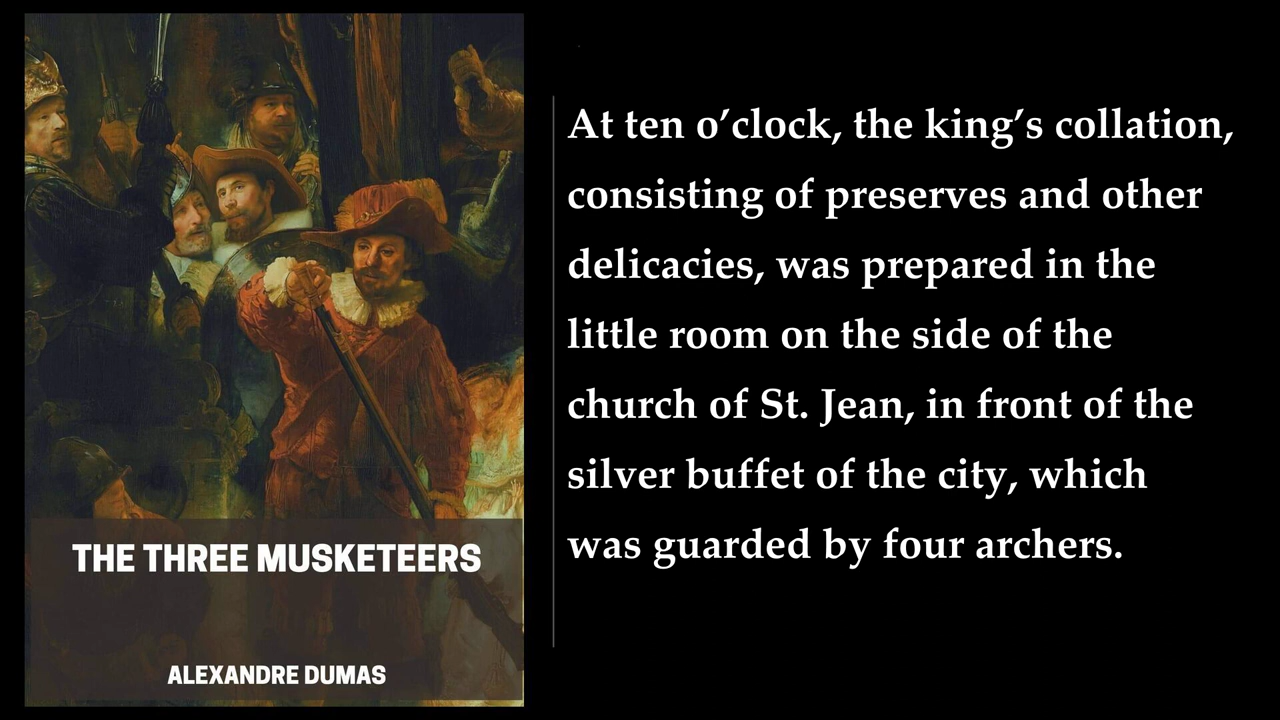 THE THREE MUSKETEERS
ALEXANDRE DUMAS
At ten o’clock, the king’s collation,
consisting of preserves and other
delicacies, was prepared in the
little room on the side of the
church of St. Jean, in front of the
silver buffet of the city, which
was guarded by four archers.